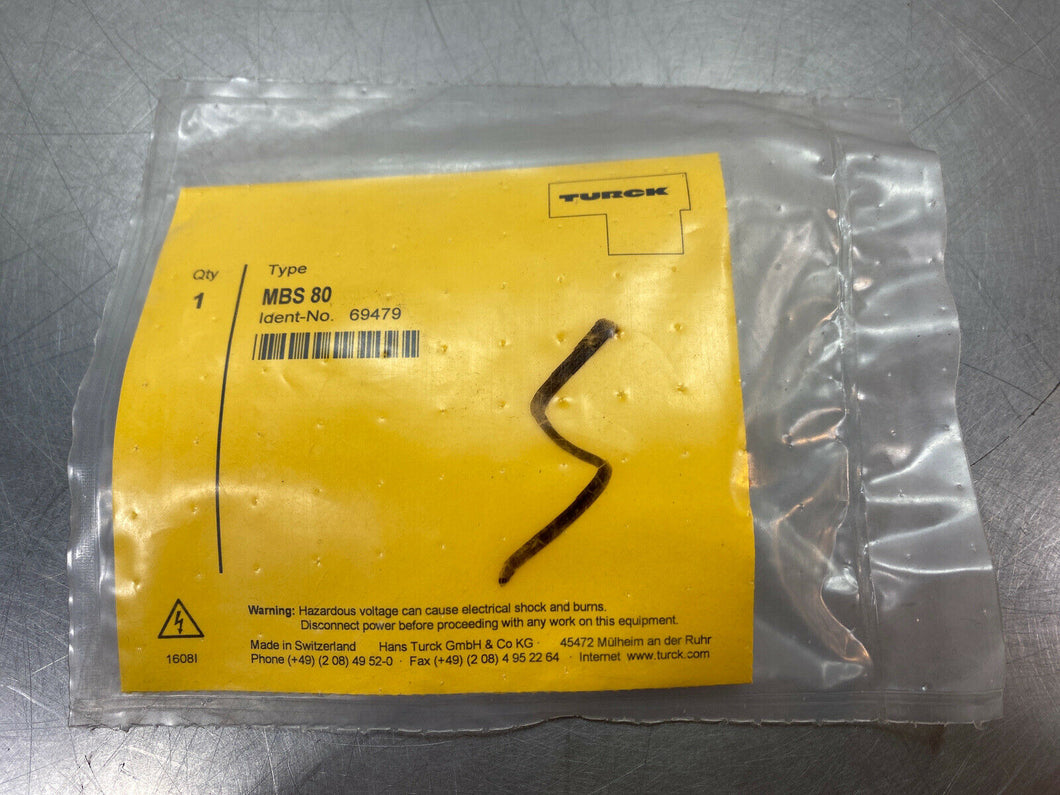 TURCK
Qty
1
Type
MBS 80
Ident-No. 69479
S
Warning: Hazardous voltage can cause electrical shock and burns.
Disconnect power before proceeding with any work on this equipment.
Made in Switzerland Hans Turck GmbH & Co KG · 45472 Mülheim an der Ruhr
Phone (+49) (2 08) 49 52-0 · Fax (+49) (2 08) 4 95 22 64 · Internet www.turck.com
1608I